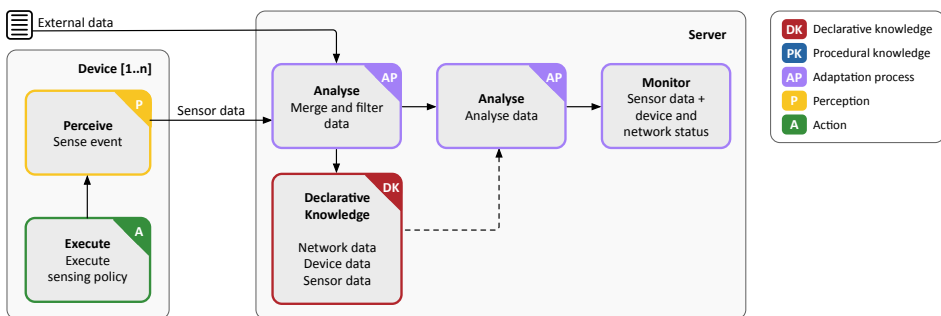 External data
Device [1..n]
P
Perceive
Sense event
A
Execute
Execute
sensing policy
Sensor data
Server
AP
Analyse
Merge and filter
data
AP
Analyse
Analyse data
Monitor
Sensor data +
device and
network status
DK
Declarative
Knowledge
Network data
Device data
Sensor data
DK Declarative knowledge
PK Procedural knowledge
AP Adaptation process
P Perception
A Action